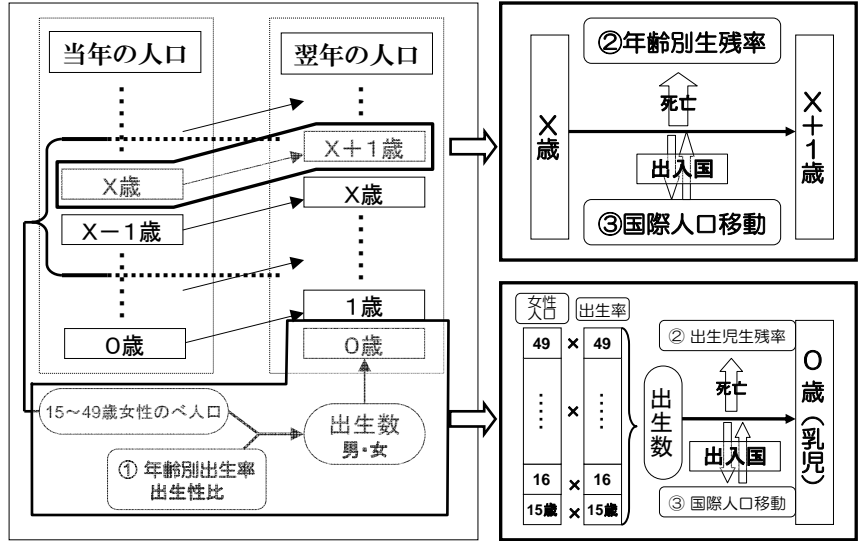 当年の人口
翌年の人口
X+1歳
X歳
X歳
X−1歳
1歳
0歳
0歳
15～49歳女性のべ人口
出生数
男・女
① 年齢別出生率
出生性比
②年齢別生残率
死亡
X歳
X+1歳
出入国
③国際人口移動
女性
人口
出生率
49 × 49
×
16 16
×
15歳 × 15歳
出生数
② 出生児生残率
死亡
出入国
③ 国際人口移動
0歳(乳児)